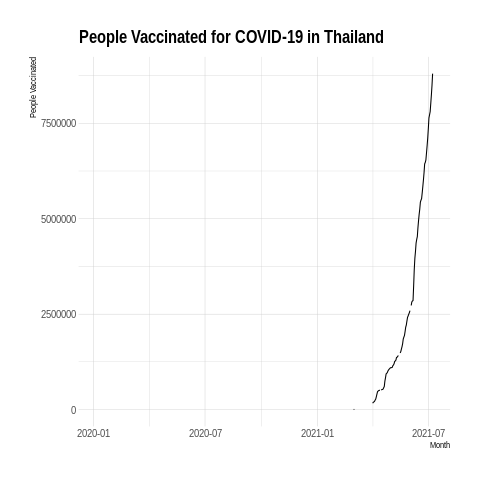 People Vaccinated for COVID-19 in Thailand
People Vaccinated
7500000
5000000
2500000
0
2020-01 2020-07 2021-01 2021-07
Month